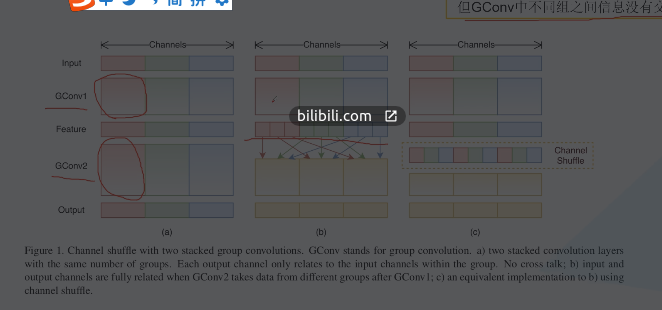 中 简 拼
但GConv中不同组之间信息没有交
Channels Channels Channels
Input
GConv1
bilibili.com
Feature
Channel
Shuffle
GConv2
Output
(a) (b) (c)
Figure 1. Channel shuffle with two stacked group convolutions. GConv stands for group convolution. a) two stacked convolution layers
with the same number of groups. Each output channel only relates to the input channels within the group. No cross talk; b) input and
output channels are fully related when GConv2 takes data from different groups after GConv1; c) an equivalent implementation to b) using
channel shuffle.